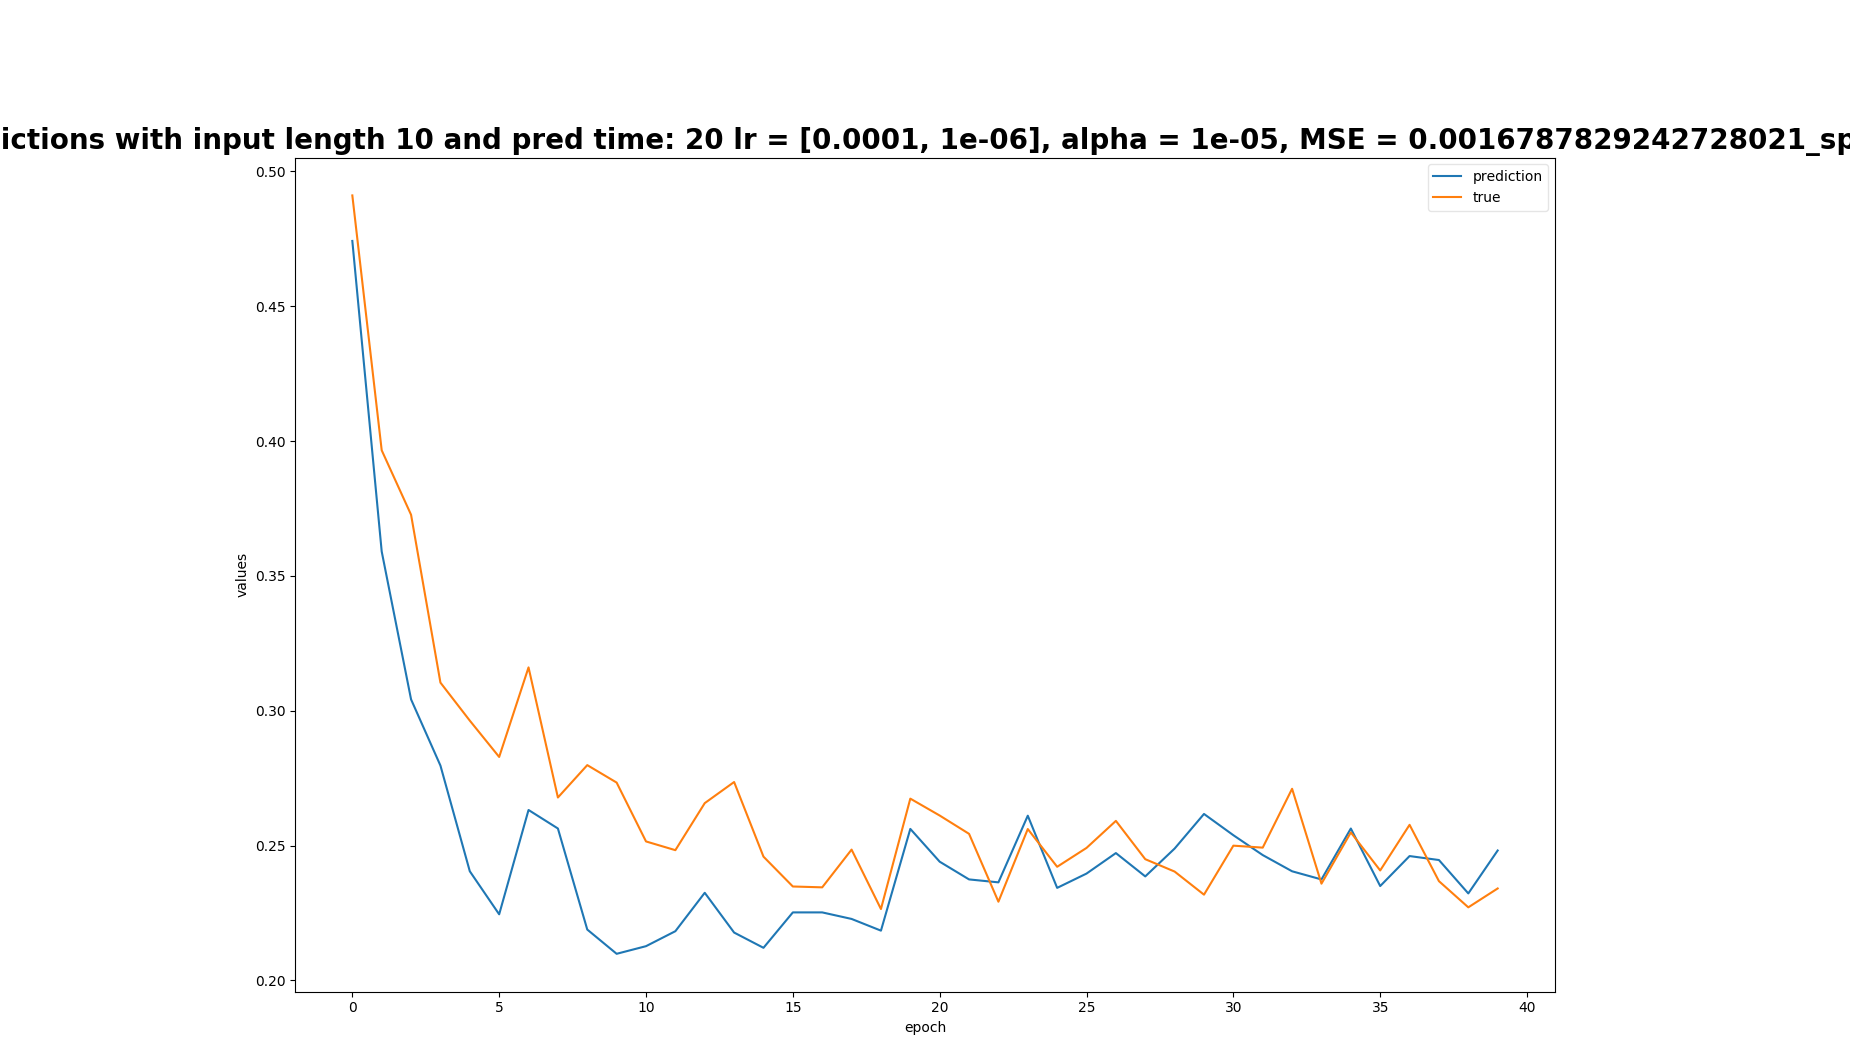 ictions with input length 10 and pred time: 20 lr = [0.0001, 1e-06], alpha = 1e-05, MSE = 0.0016787829242728021_sp
prediction
true
0.50
0.45
0.40
0.35
0.30
0.25
0.20
values
0 5 10 15 20 25 30 35 40
epoch